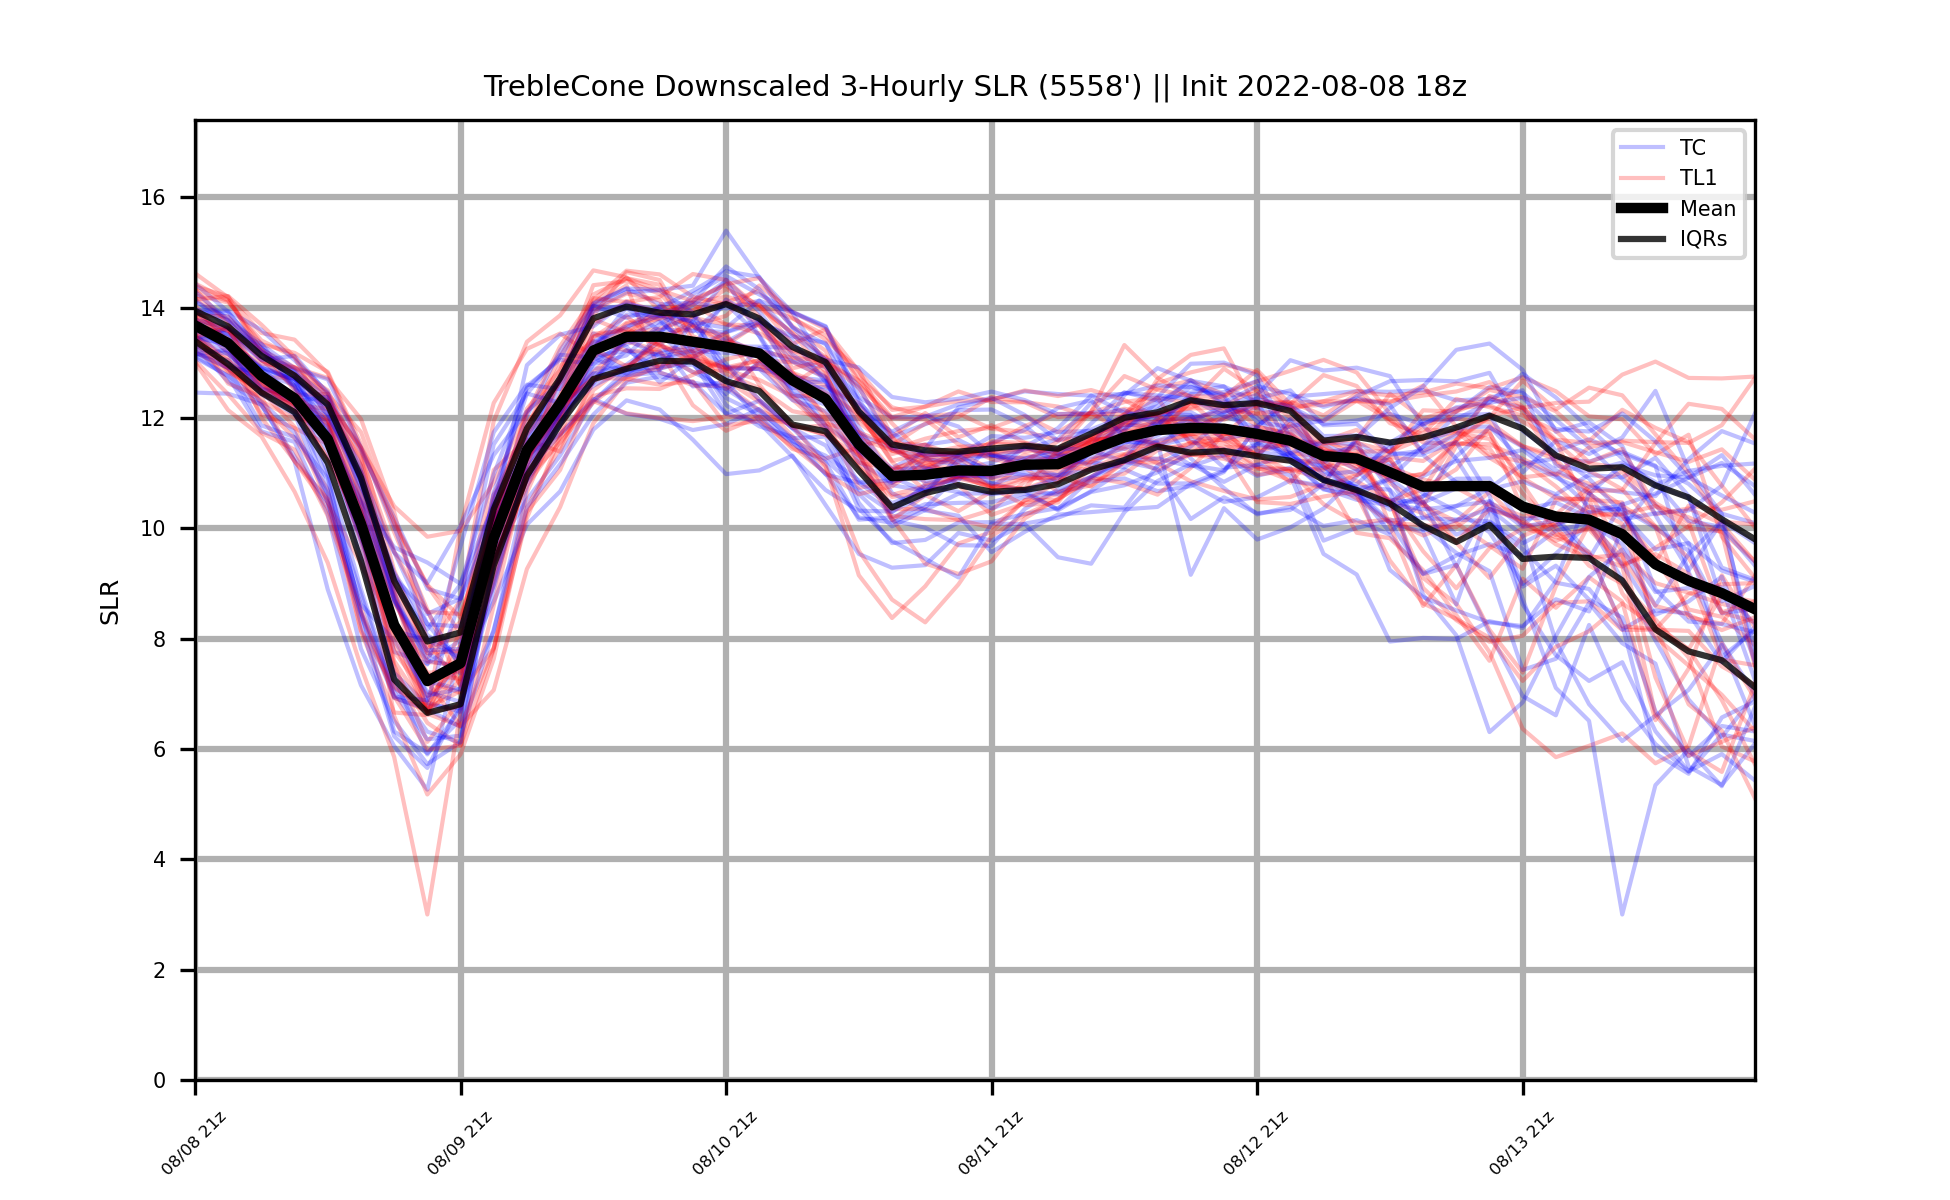 TrebleCone Downscaled 3-Hourly SLR (5558') || Init 2022-08-08 18z
TC
TL1
Mean
IQRs
SLR
16
14
12
10
8
6
4
2
0
08/08 21z
08/09 21z
08/10 21z
08/11 21z
08/12 21z
08/13 21z